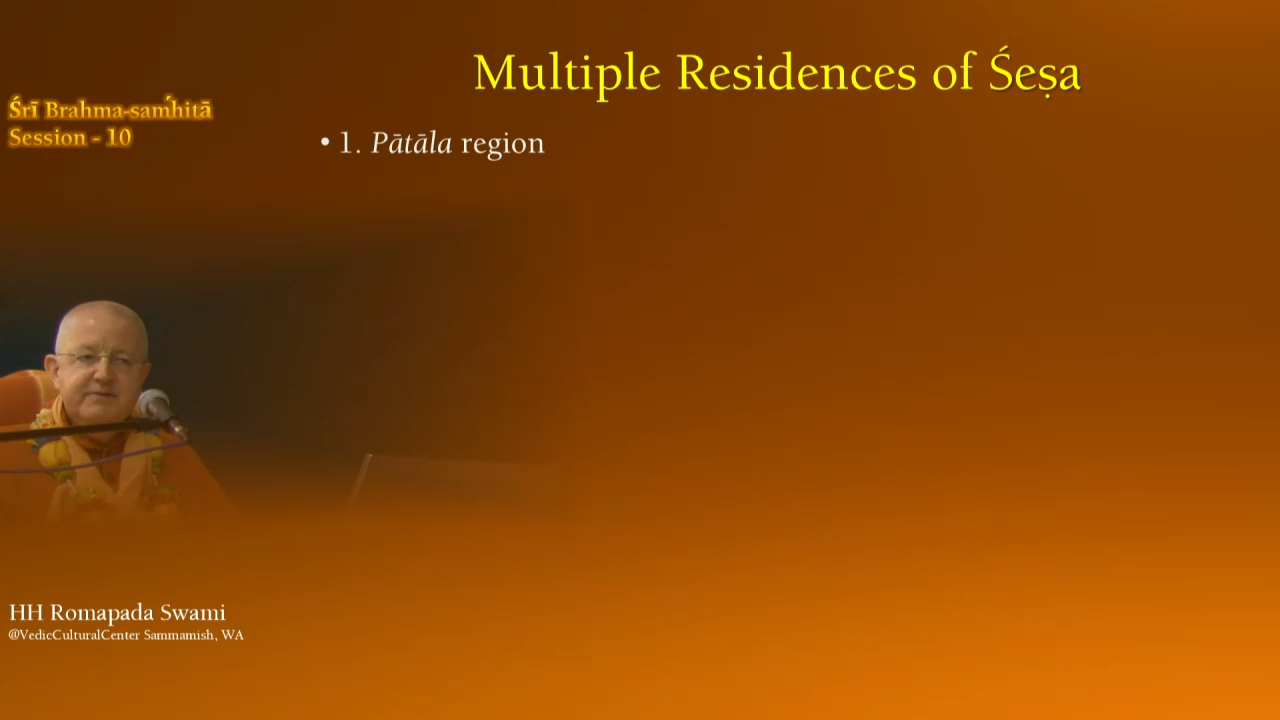 Multiple Residences of Śeṣa
Śrī Brahma-saṁhitā
Session - 10
• 1. Pātāla region
HH Romapada Swami
@VedicCulturalCenter Sammamish, WA